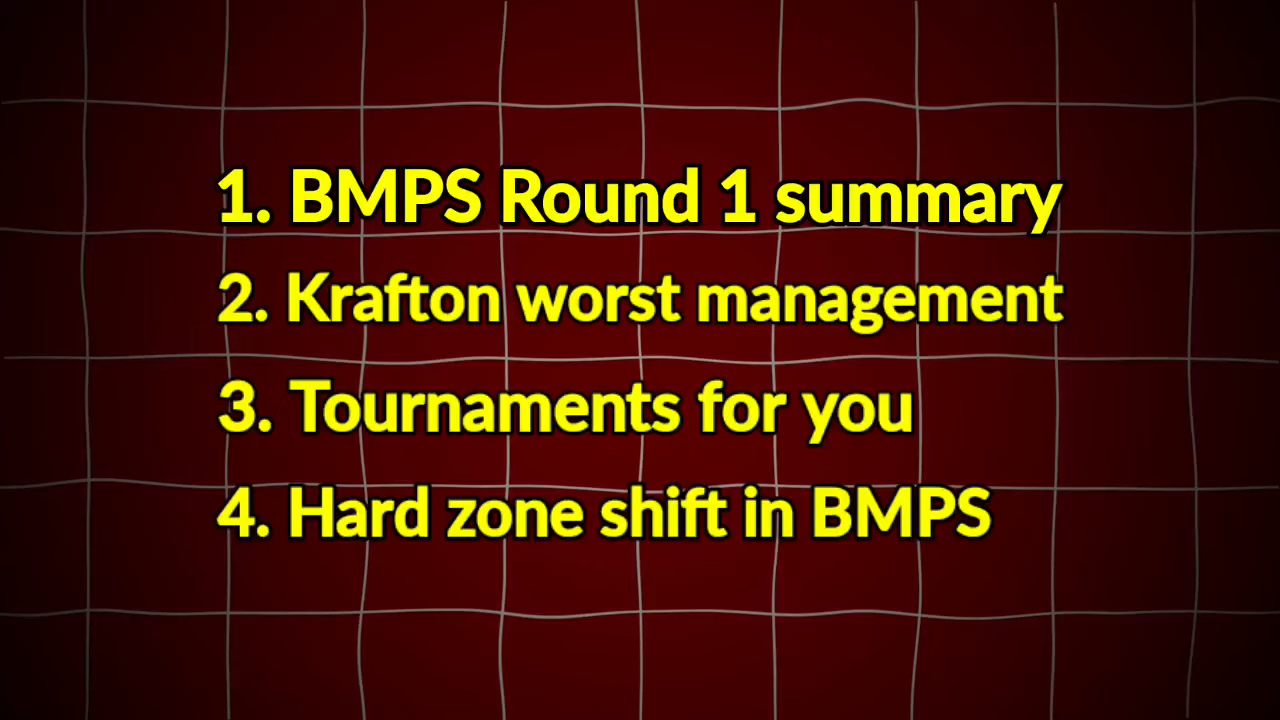 1. BMPS Round 1 summary
2. Krafton worst management
3. Tournaments for you
4. Hard zone shift in BMPS